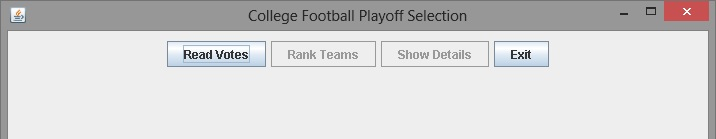 College Football Playoff Selection
Read Votes Rank Teams Show Details Exit